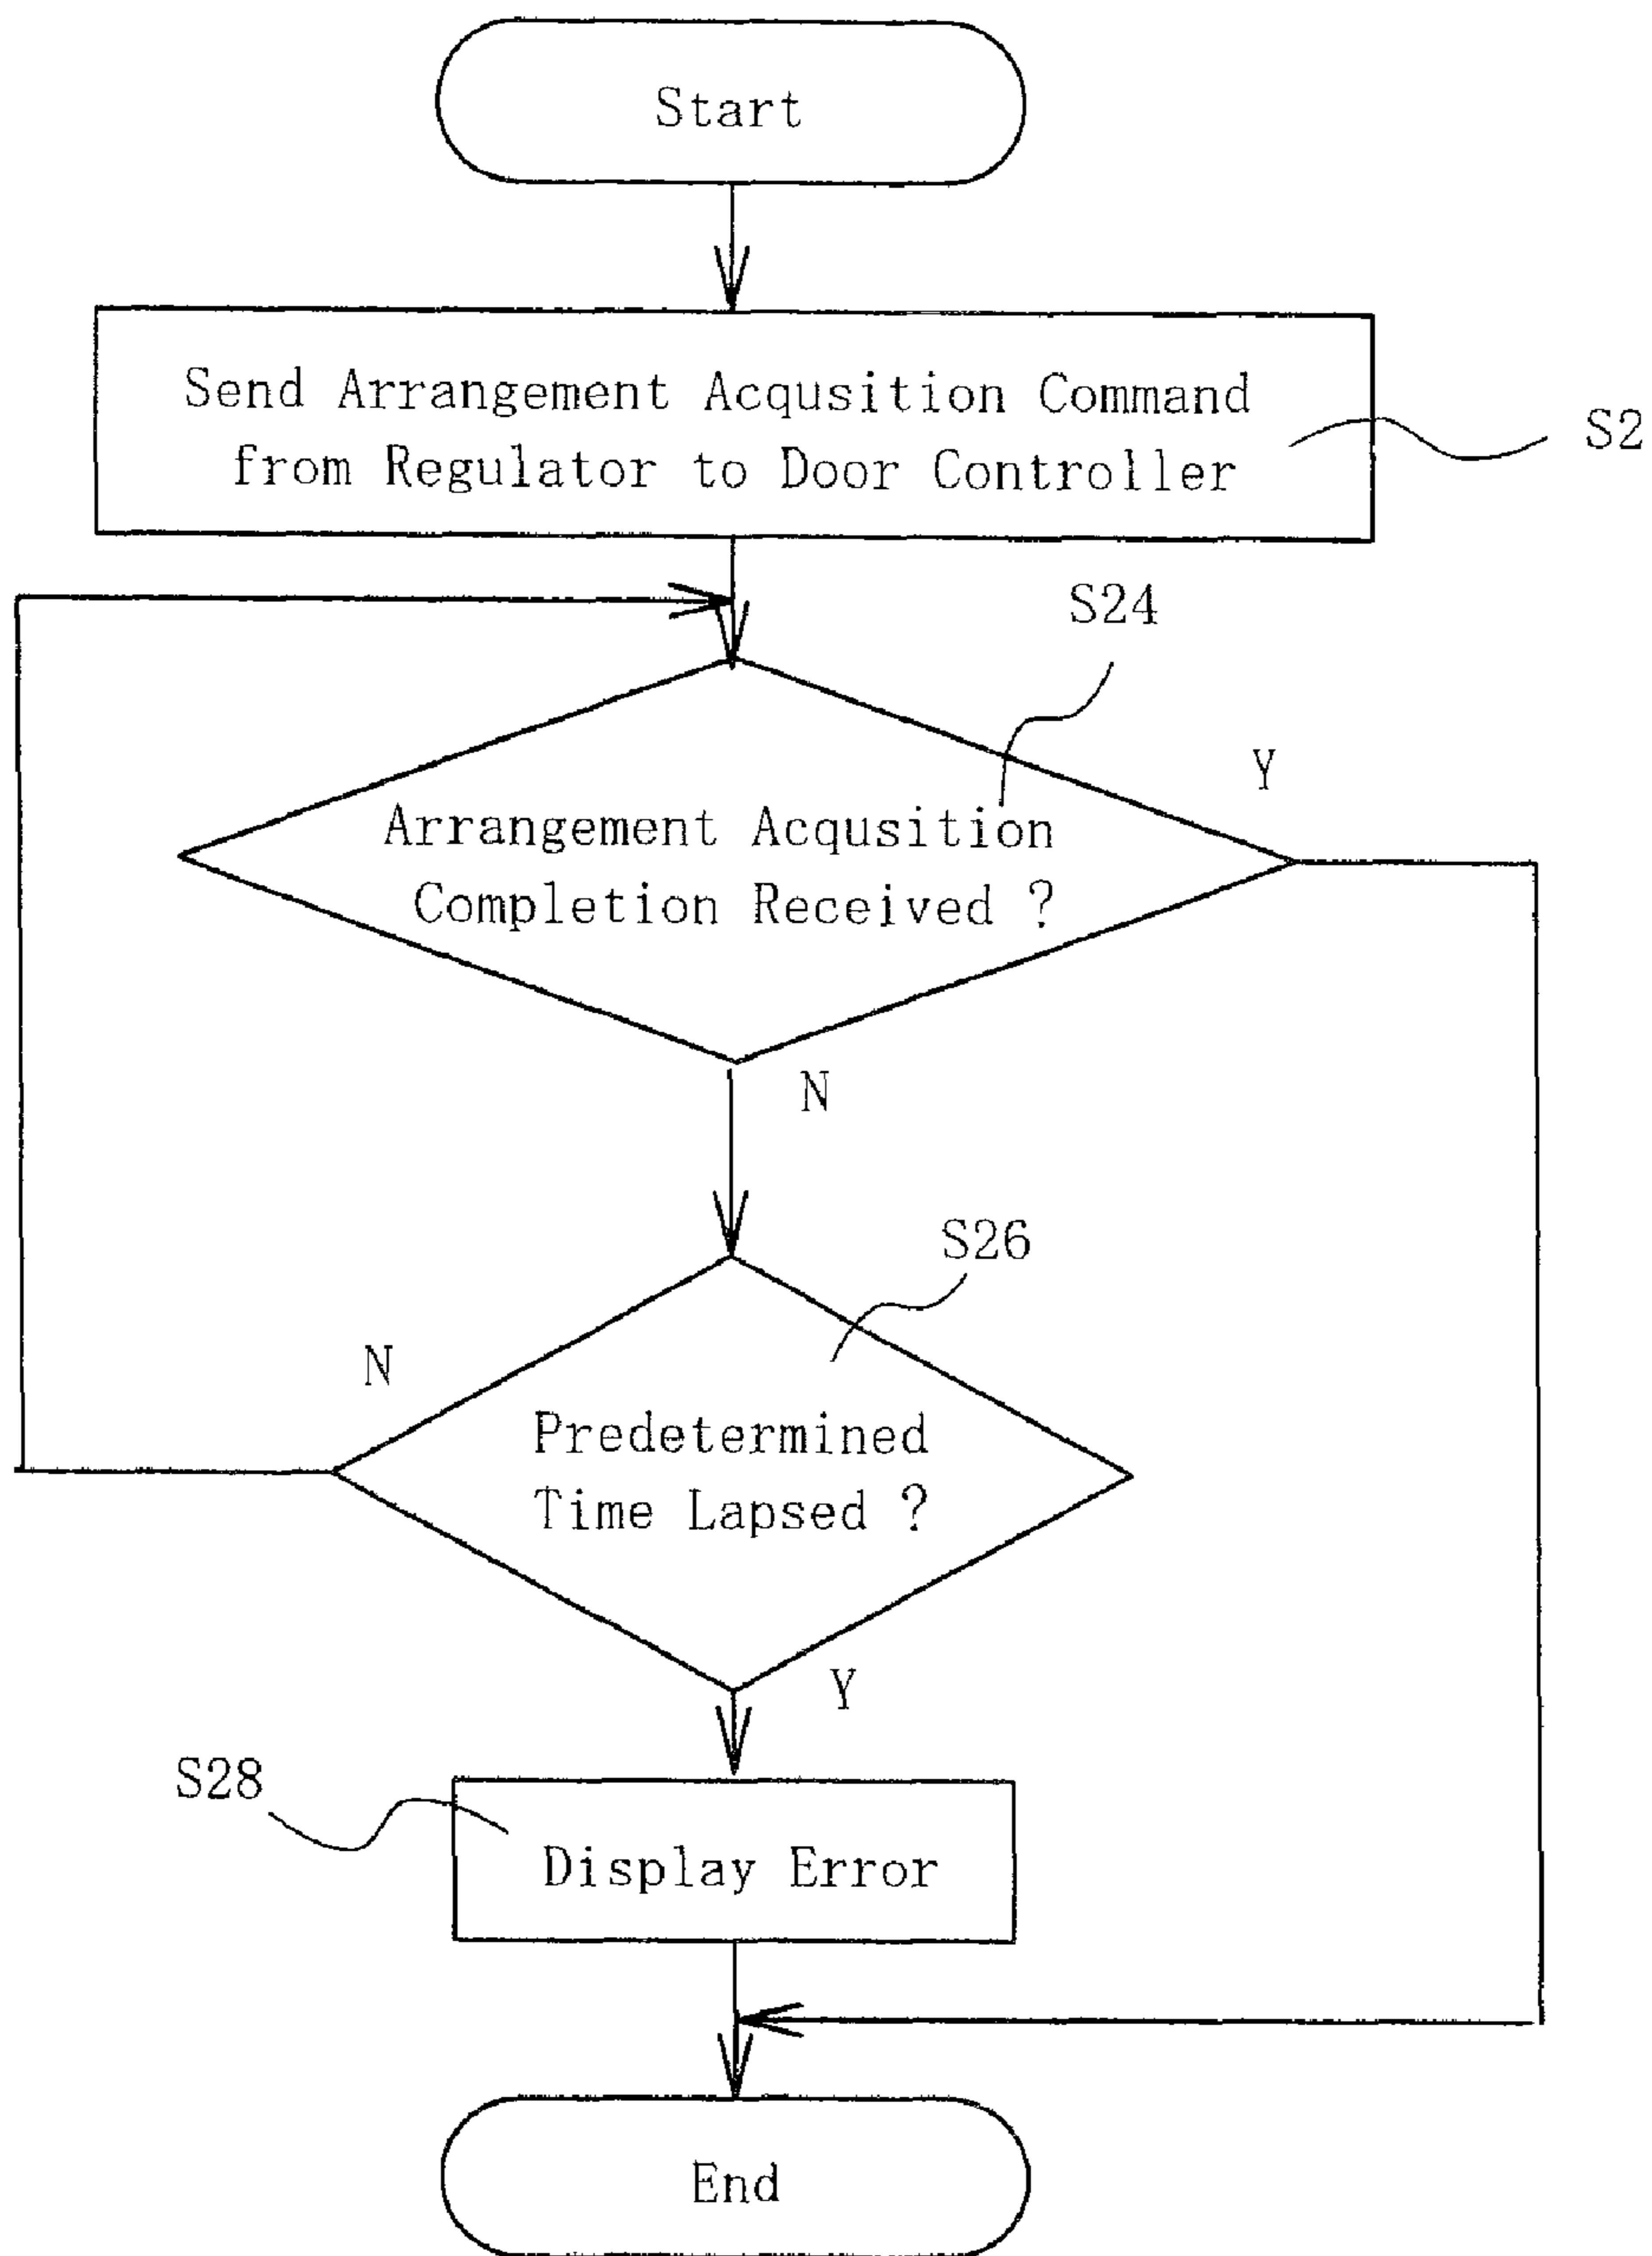 Start
Send Arrangement Acqusition Command
from Regulator to Door Controller
S2
S24
Y
Arrangement Acqusition
Completion Received ?
N
S26
N
Predetermined
Time Lapsed ?
Y
S28
Display Error
End